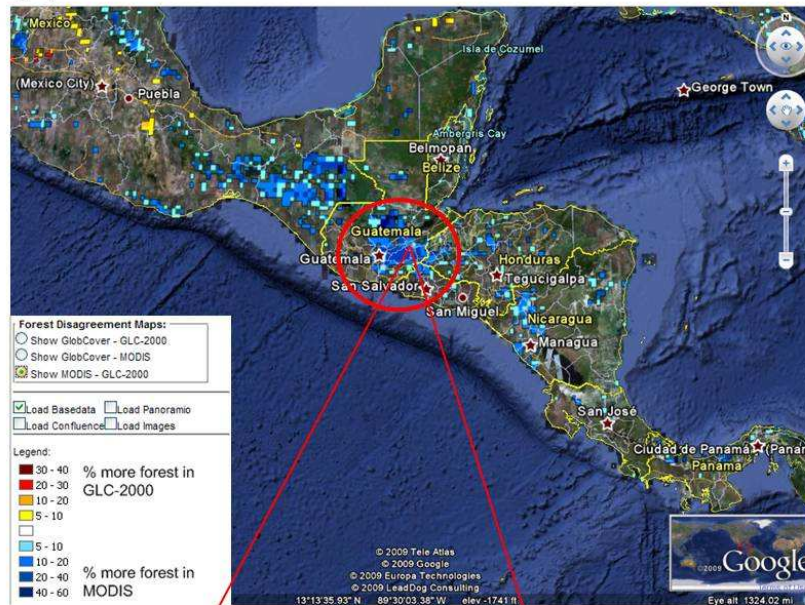 Mexico
Isla de Cozumel
N
(Mexico City)
Puebla
George Town
Ambergris Cay
Belmopan
Belize
Guatemala
Guatemala
Honduras
San Salvador
Tegucigalpa
San Miguel
Nicaragua
Managua
San José
Ciudad de Panamá
(Panam
Panama
Forest Disagreement Maps:
Show GlobCover - GLC-2000
Show GlobCover - MODIS
Show MODIS - GLC-2000
Load Basedata Load Panoramio
Load Confluence Load Images
Legend:
30 - 40
20 - 30
10 - 20
5 - 10
% more forest in
GLC-2000
5 - 10
10 - 20
20 - 40
40 - 60
% more forest in
MODIS
© 2009 Tele Atlas
© 2009 Google
© 2009 Europa Technologies
© 2009 LeadDog Consulting
©2009 Google
Terms of Use
13°13'35.93" N 89°30'03.38" W elev -1741 ft
Eye alt 1324.02 mi